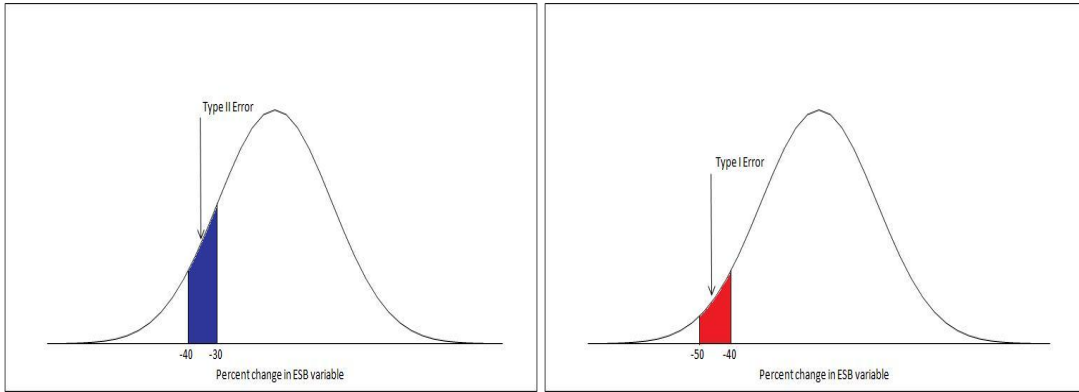 Type II Error
-40 -30
Percent change in ESB variable
Type I Error
-50 -40
Percent change in ESB variable